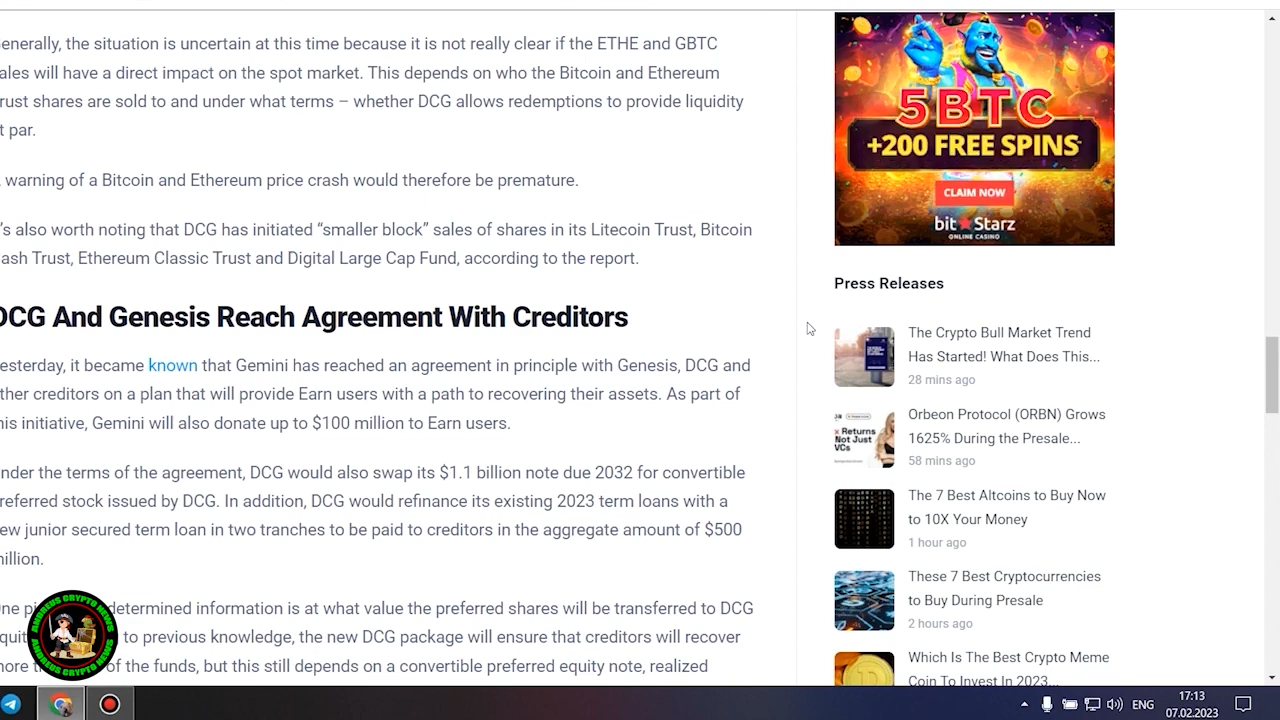 enerally, the situation is uncertain at this time because it is not really clear if the ETHE and GBTC
ales will have a direct impact on the spot market. This depends on who the Bitcoin and Ethereum
rust shares are sold to and under what terms – whether DCG allows redemptions to provide liquidity
t par.
warning of a Bitcoin and Ethereum price crash would therefore be premature.
's also worth noting that DCG has initiated “smaller block” sales of shares in its Litecoin Trust, Bitcoin
ash Trust, Ethereum Classic Trust and Digital Large Cap Fund, according to the report.
DCG And Genesis Reach Agreement With Creditors
esterday, it became known that Gemini has reached an agreement in principle with Genesis, DCG and
ther creditors on a plan that will provide Earn users with a path to recovering their assets. As part of
his initiative, Gemini will also donate up to $100 million to Earn users.
nder the terms of the agreement, DCG would also swap its $1.1 billion note due 2032 for convertible
referred stock issued by DCG. In addition, DCG would refinance its existing 2023 term loans with a
ew junior secured term loan in two tranches to be paid to creditors in the aggregate amount of $500
million.
ne determined information is at what value the preferred shares will be transferred to DCG
to previous knowledge, the new DCG package will ensure that creditors will recover
of the funds, but this still depends on a convertible preferred equity note, realized
ANDREUS CRYPTO NEWS
ANDREUS CRYPTO NEWS
5BTC
+200 FREE SPINS
CLAIM NOW
bit Starz
ONLINE CASINO
Press Releases
The Crypto Bull Market Trend
Has Started! What Does This...
28 mins ago
Returns
Not Just
VCs
Orbeon Protocol (ORBN) Grows
1625% During the Presale...
58 mins ago
The 7 Best Altcoins to Buy Now
to 10X Your Money
1 hour ago
These 7 Best Cryptocurrencies
to Buy During Presale
2 hours ago
Which Is The Best Crypto Meme
Coin To Invest In 2023...
ENG
17:13
07.02.2023